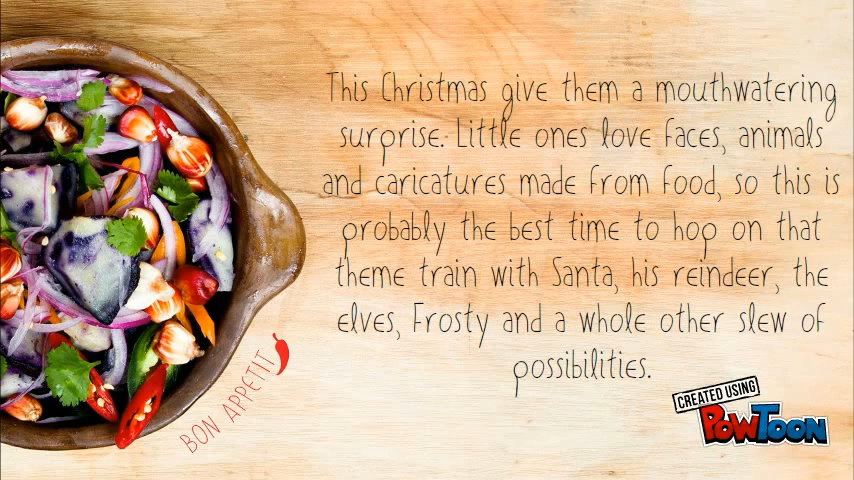 This Christmas give them a mouthwatering
surprise: Little ones love faces, animals
and caricatures made from food, so this is
probably the best time to hop on that
theme train with Santa, his reindeer, the
elves, Frosty and a whole other slew of
possibilities.
BON APPETIT
CREATED USING
POWTOON